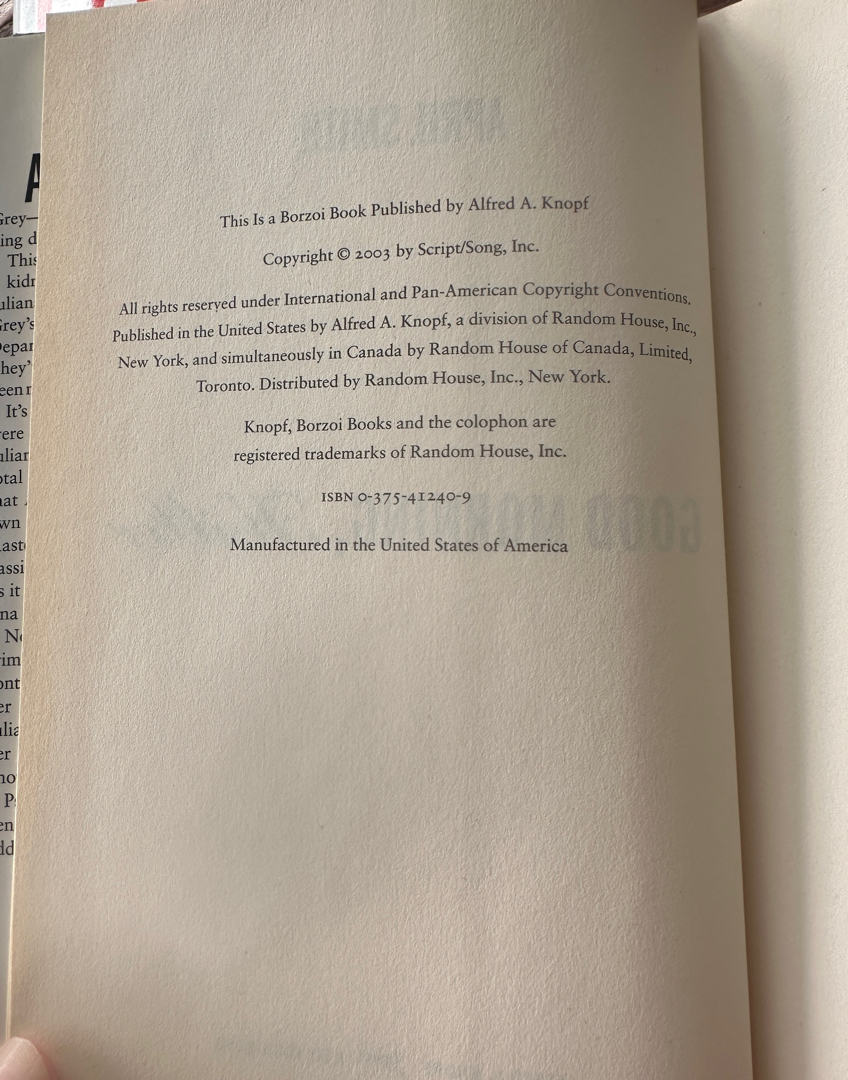 This Is a Borzoi Book Published by Alfred A. Knopf
Copyright © 2003 by Script/Song, Inc.
All rights reserved under International and Pan-American Copyright Conventions.
Published in the United States by Alfred A. Knopf, a division of Random House, Inc.,
New York, and simultaneously in Canada by Random House of Canada, Limited,
Toronto. Distributed by Random House, Inc., New York.
Knopf, Borzoi Books and the colophon are
registered trademarks of Random House, Inc.
ISBN 0-375-41240-9
Manufactured in the United States of America